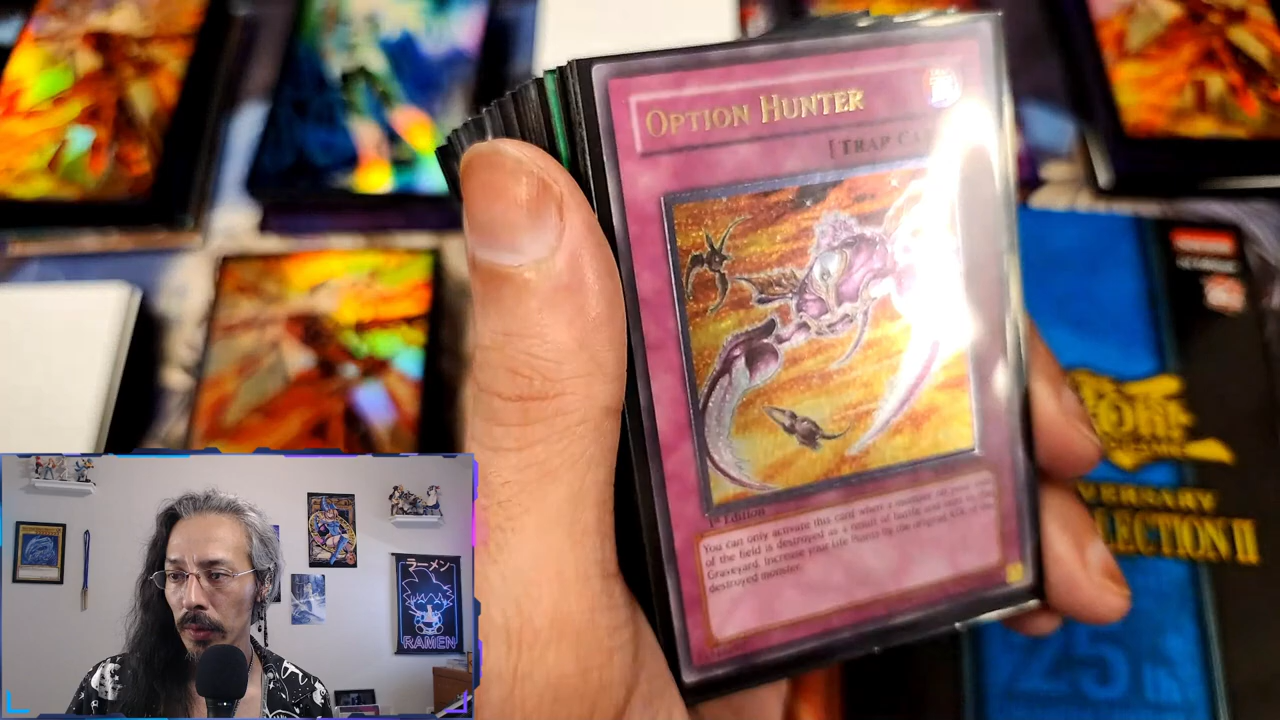 OPTION HUNTER
[TRAP CA
1st Edition
You can only activate this card when a monster on your side
of the field is destroyed as a result of battle and sent to the
Graveyard. Increase your Life Points by the original ATK of the
destroyed monster.
VERSARY
LLECTION II
25
ラーメン
RAMEN